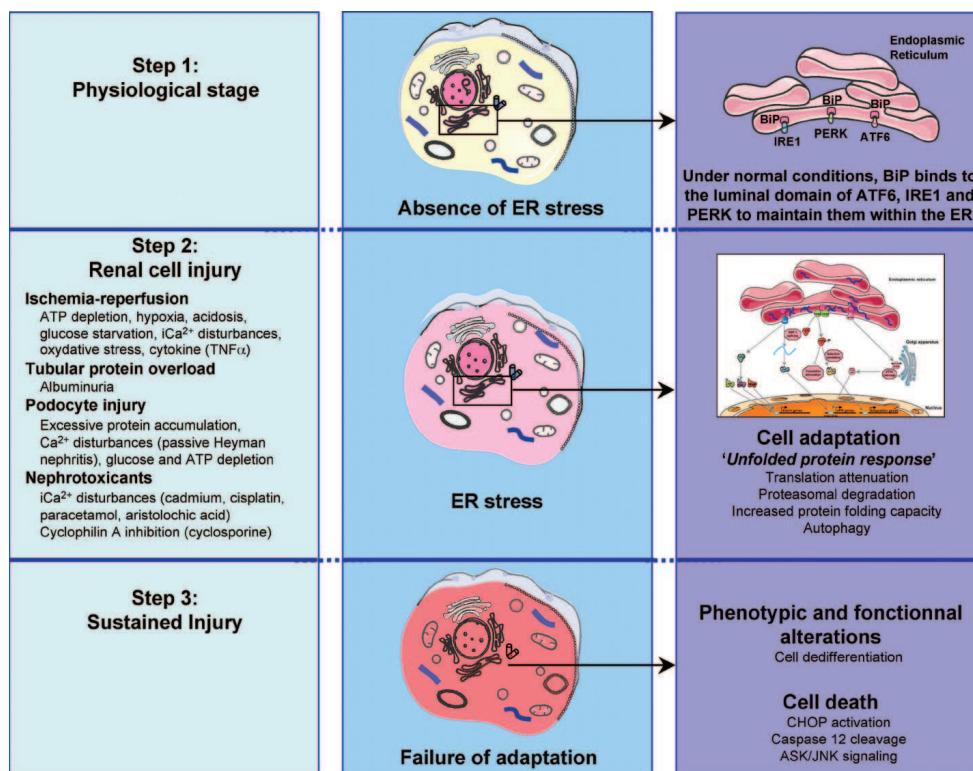 Step 1:
Physiological stage
Absence of ER stress
Endoplasmic
Reticulum
BiP
BiP
BiP
IRE1
PERK
ATF6
Under normal conditions, BiP binds to
the luminal domain of ATF6, IRE1 and
PERK to maintain them within the ER
Step 2:
Renal cell injury
Ischemia-reperfusion
ATP depletion, hypoxia, acidosis,
glucose starvation, iCa²⁺ disturbances,
oxydative stress, cytokine (TNFα)
Tubular protein overload
Albuminuria
Podocyte injury
Excessive protein accumulation,
Ca²⁺ disturbances (passive Heyman
nephritis), glucose and ATP depletion
Nephrotoxicants
iCa²⁺ disturbances (cadmium, cisplatin,
paracetamol, aristolochic acid)
Cyclophilin A inhibition (cyclosporine)
ER stress
Endoplasmic reticulum
Golgi apparatus
Nucleus
Cell adaptation
‘Unfolded protein response’
Translation attenuation
Proteasomal degradation
Increased protein folding capacity
Autophagy
Step 3:
Sustained Injury
Failure of adaptation
Phenotypic and fonctionnal
alterations
Cell dedifferentiation
Cell death
CHOP activation
Caspase 12 cleavage
ASK/JNK signaling